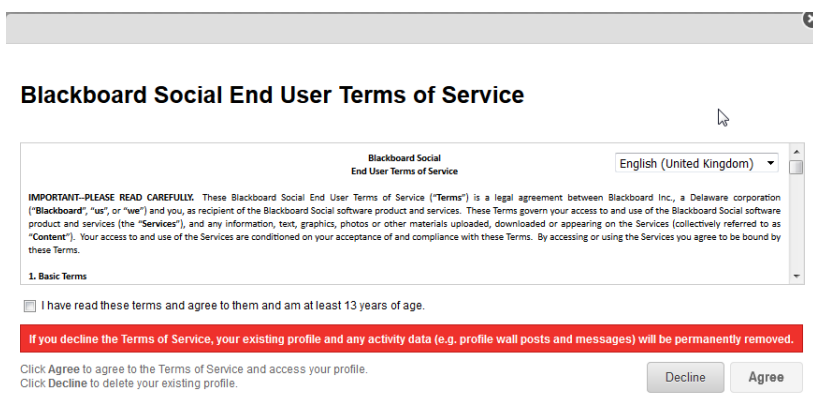 Blackboard Social End User Terms of Service
Blackboard Social
End User Terms of Service
English (United Kingdom)
IMPORTANT--PLEASE READ CAREFULLY. These Blackboard Social End User Terms of Service ("Terms") is a legal agreement between Blackboard Inc., a Delaware corporation
("Blackboard", "us", or "we") and you, as recipient of the Blackboard Social software product and services. These Terms govern your access to and use of the Blackboard Social software
product and services (the "Services"), and any information, text, graphics, photos or other materials uploaded, downloaded or appearing on the Services (collectively referred to as
"Content"). Your access to and use of the Services are conditioned on your acceptance of and compliance with these Terms. By accessing or using the Services you agree to be bound by
these Terms.
1. Basic Terms
I have read these terms and agree to them and am at least 13 years of age.
If you decline the Terms of Service, your existing profile and any activity data (e.g. profile wall posts and messages) will be permanently removed.
Click Agree to agree to the Terms of Service and access your profile.
Click Decline to delete your existing profile.
Decline
Agree